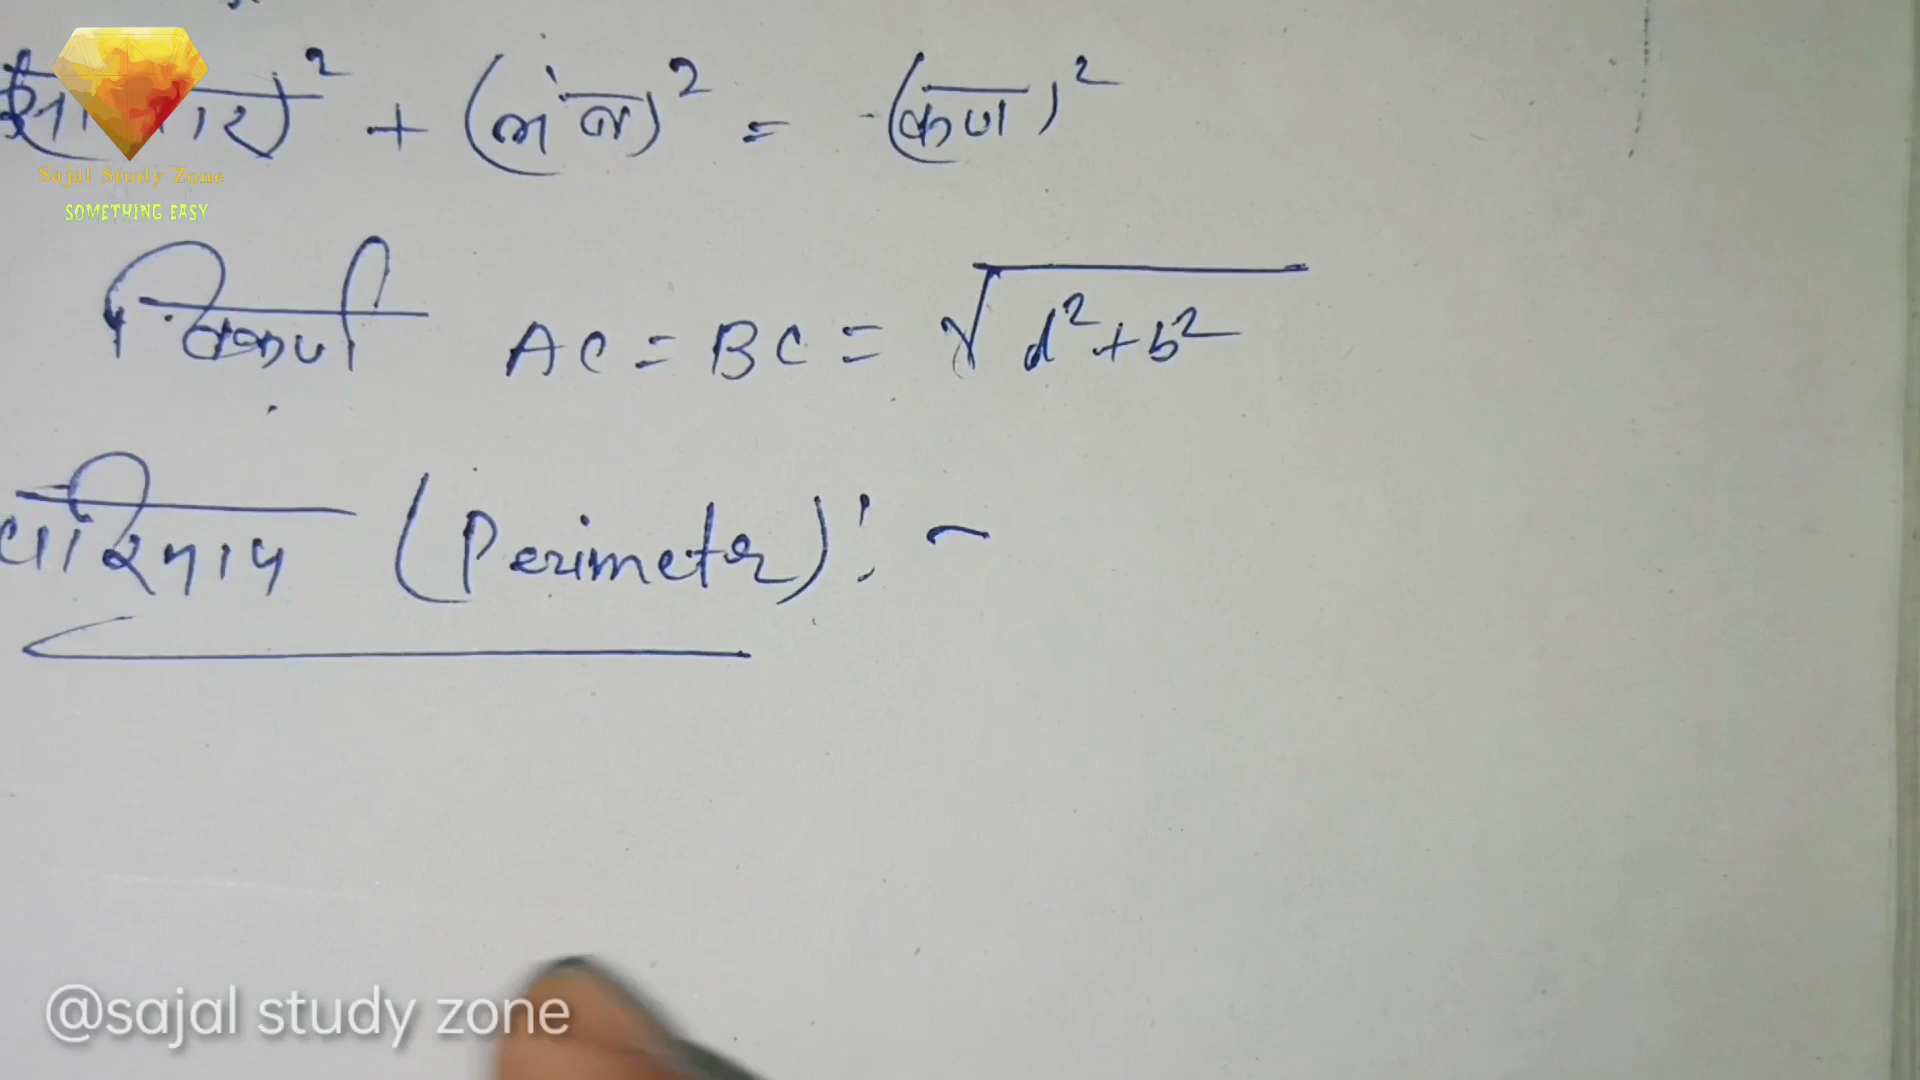 (आधार)² + (लंब)² = (कर्ण)²
Sajal Study Zone
SOMETHING EASY
विकर्ण AC = BC = √d²+b²
परिमाप (Perimeter) : -
@sajal study zone